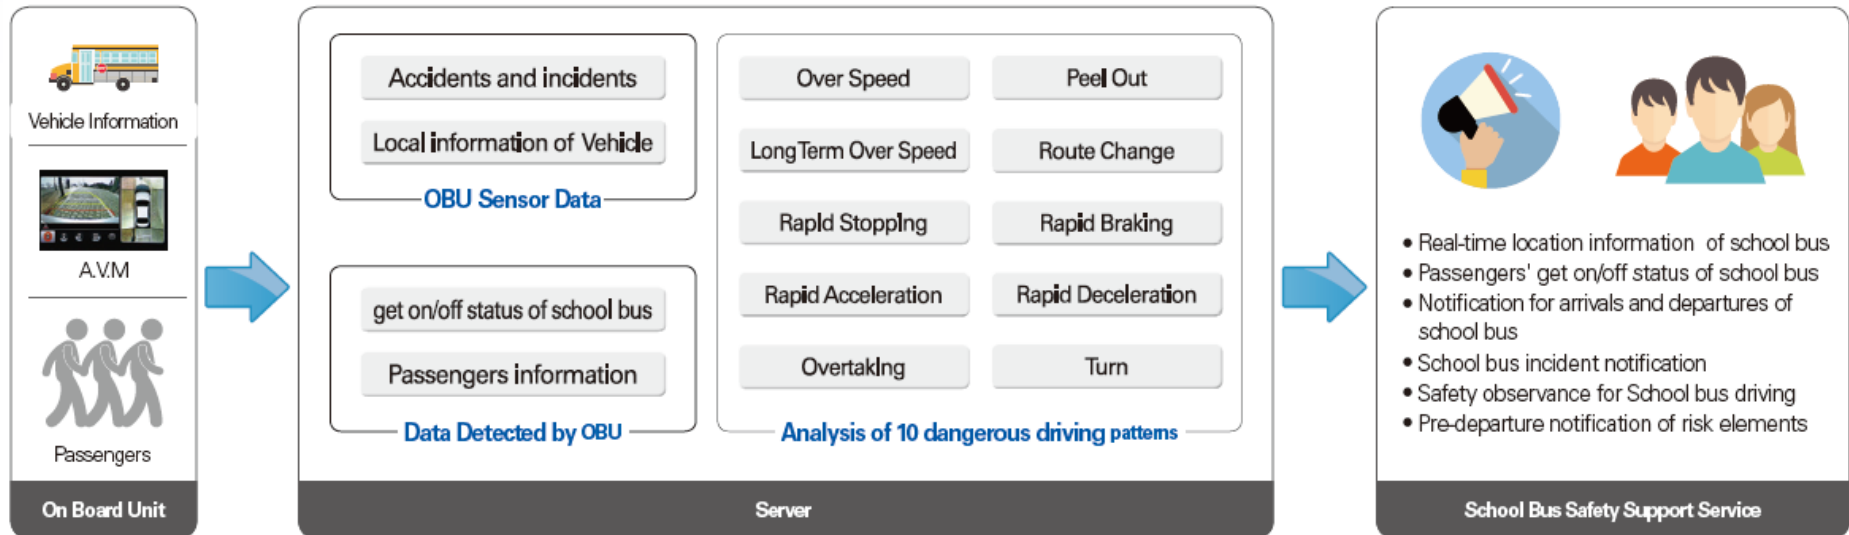 Vehicle Information
A.V.M
Passengers
On Board Unit
Accidents and incidents
Local information of Vehicle
OBU Sensor Data
get on/off status of school bus
Passengers information
Data Detected by OBU
Over Speed
Peel Out
Long Term Over Speed
Route Change
Rapid Stopping
Rapid Braking
Rapid Acceleration
Rapid Deceleration
Overtaking
Turn
Analysis of 10 dangerous driving patterns
Server
• Real-time location information of school bus
• Passengers' get on/off status of school bus
• Notification for arrivals and departures of
school bus
• School bus incident notification
• Safety observance for School bus driving
• Pre-departure notification of risk elements
School Bus Safety Support Service